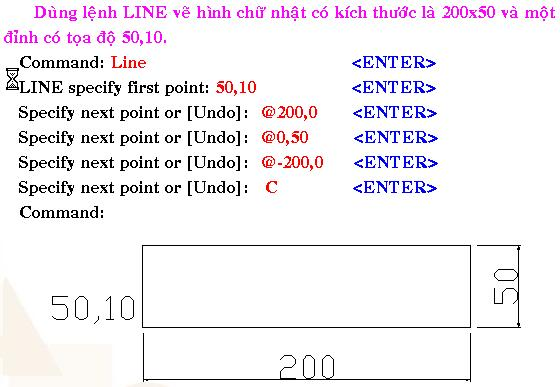 Dùng lệnh LINE vẽ hình chữ nhật có kích thước là 200x50 và một
đỉnh có tọa độ 50,10.
Command: Line <ENTER>
LINE specify first point: 50,10 <ENTER>
Specify next point or [Undo]: @200,0 <ENTER>
Specify next point or [Undo]: @0,50 <ENTER>
Specify next point or [Undo]: @-200,0 <ENTER>
Specify next point or [Undo]: C <ENTER>
Command:
50
50,10
200